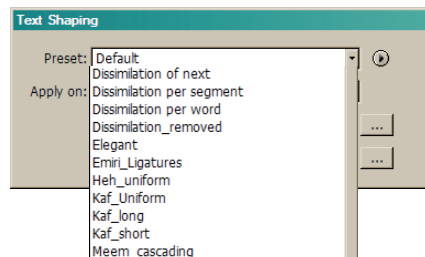 Text Shaping
Preset: Default
Dissimilation of next
Apply on: Dissimilation per segment
Dissimilation per word
Dissimilation_removed
...
Elegant
Emiri_Ligatures
...
Heh_uniform
Kaf_Uniform
Kaf_long
Kaf_short
Meem_cascading